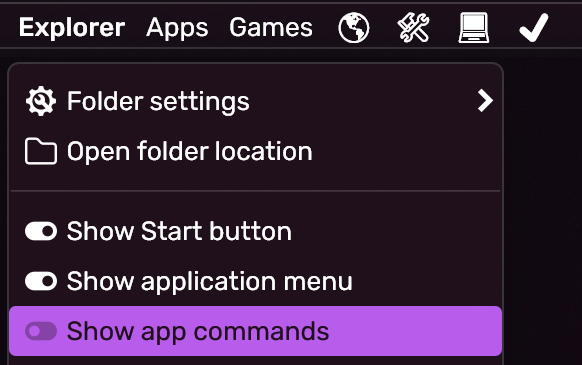 Explorer Apps Games
Folder settings
Open folder location
Show Start button
Show application menu
Show app commands